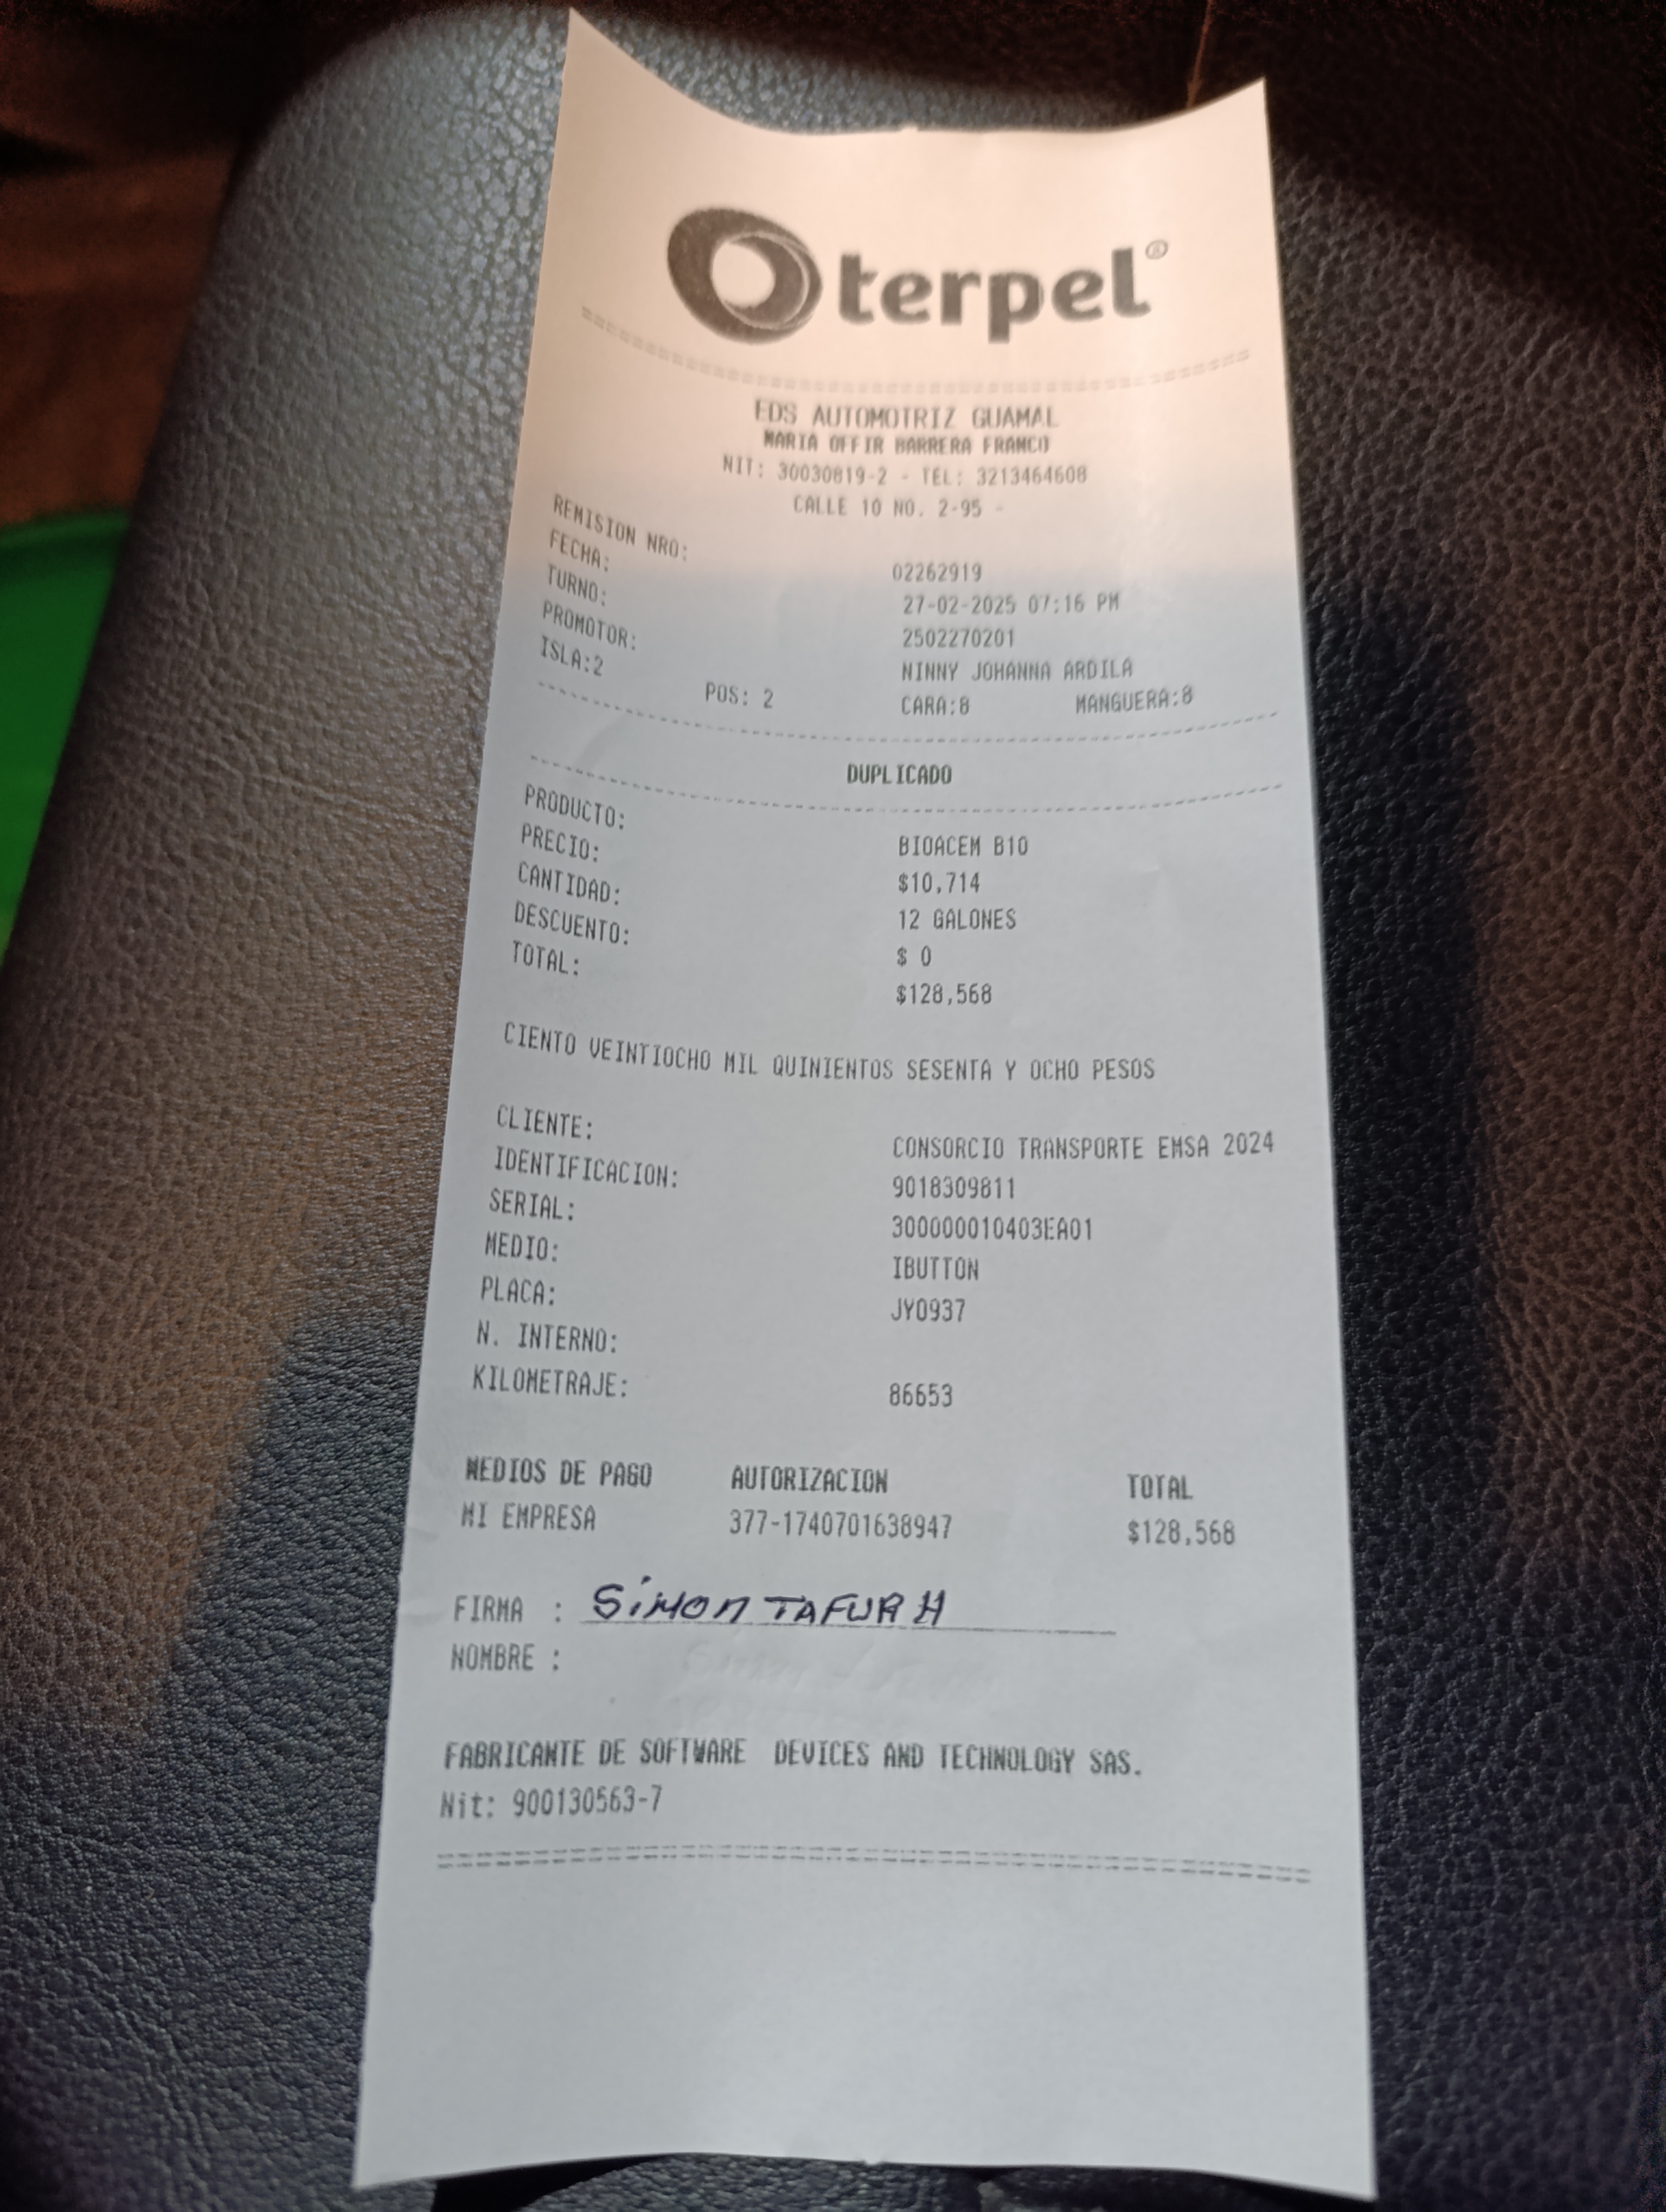 terpel®
EDS AUTOMOTRIZ GUAMAL
MARIA OFFIR BARRERA FRANCO
NIT: 30030819-2 - TEL: 3213464608
CALLE 10 NO. 2-95 -
REMISION NRO: 02262919
FECHA: 27-02-2025 07:16 PM
TURNO: 2502270201
PROMOTOR: NINNY JOHANNA ARDILA
ISLA:2 POS: 2 CARA:8 MANGUERA:8
DUPLICADO
PRODUCTO: BIOACEM B10
PRECIO: $10,714
CANTIDAD: 12 GALONES
DESCUENTO: $ 0
TOTAL: $128,568
CIENTO VEINTIOCHO MIL QUINIENTOS SESENTA Y OCHO PESOS
CLIENTE: CONSORCIO TRANSPORTE EMSA 2024
IDENTIFICACION: 9018309811
SERIAL: 300000010403EA01
MEDIO: IBUTTON
PLACA: JYO937
N. INTERNO:
KILOMETRAJE: 86653
MEDIOS DE PAGO AUTORIZACION TOTAL
MI EMPRESA 377-1740701638947 $128,568
FIRMA : SiMON TAFUR H
NOMBRE :
FABRICANTE DE SOFTWARE DEVICES AND TECHNOLOGY SAS.
Nit: 900130563-7